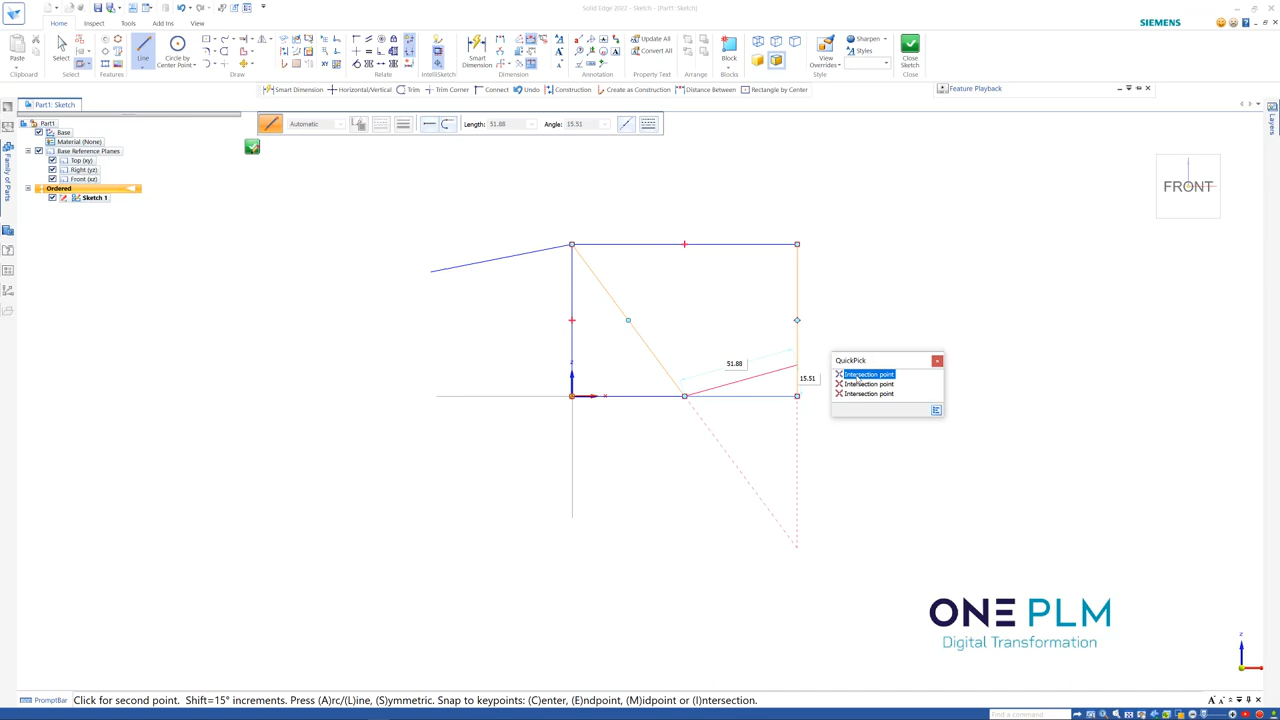 Solid Edge 2022 - Sketch - [Part1: Sketch]
Home Inspect Tools Add Ins View
SIEMENS
Paste Select Line Circle by Center Point Smart Dimension Block View Overrides Close Sketch
Update All
Convert All
Sharpen
Styles
Clipboard Select Features Draw Relate IntelliSketch Dimension Annotation Property Text Arrange Blocks Style Close
Smart Dimension Horizontal/Vertical Trim Trim Corner Connect Undo Construction Create as Construction Distance Between Rectangle by Center
Feature Playback
Part1: Sketch
Automatic Length: 51.88 Angle: 15.51
Part1
Base
Material (None)
Base Reference Planes
Top (xy)
Right (yz)
Front (xz)
Ordered
Sketch 1
Family of Parts
Layers
FRONT
z
x
51.88
15.51
QuickPick
Intersection point
Intersection point
Intersection point
ONE PLM
Digital Transformation
z
PromptBar Click for second point. Shift=15° increments. Press (A)rc/(L)ine, (S)ymmetric. Snap to keypoints: (C)enter, (E)ndpoint, (M)idpoint or (I)ntersection.
Find a command